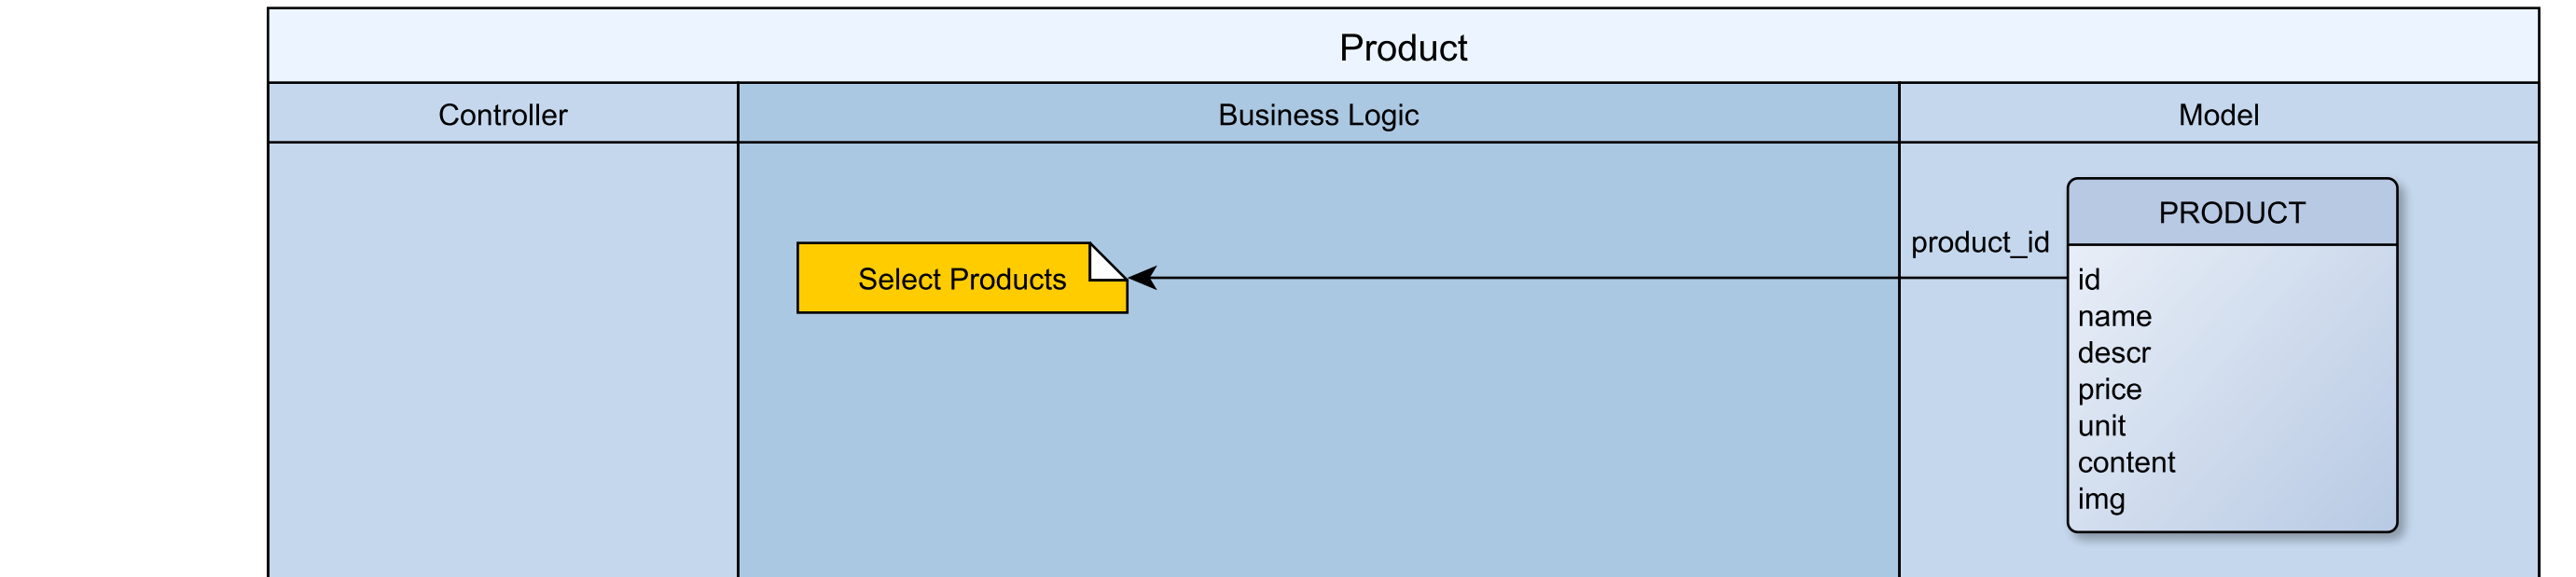 Product
Controller
Business Logic
Model
PRODUCT
product_id
Select Products
id
name
descr
price
unit
content
img